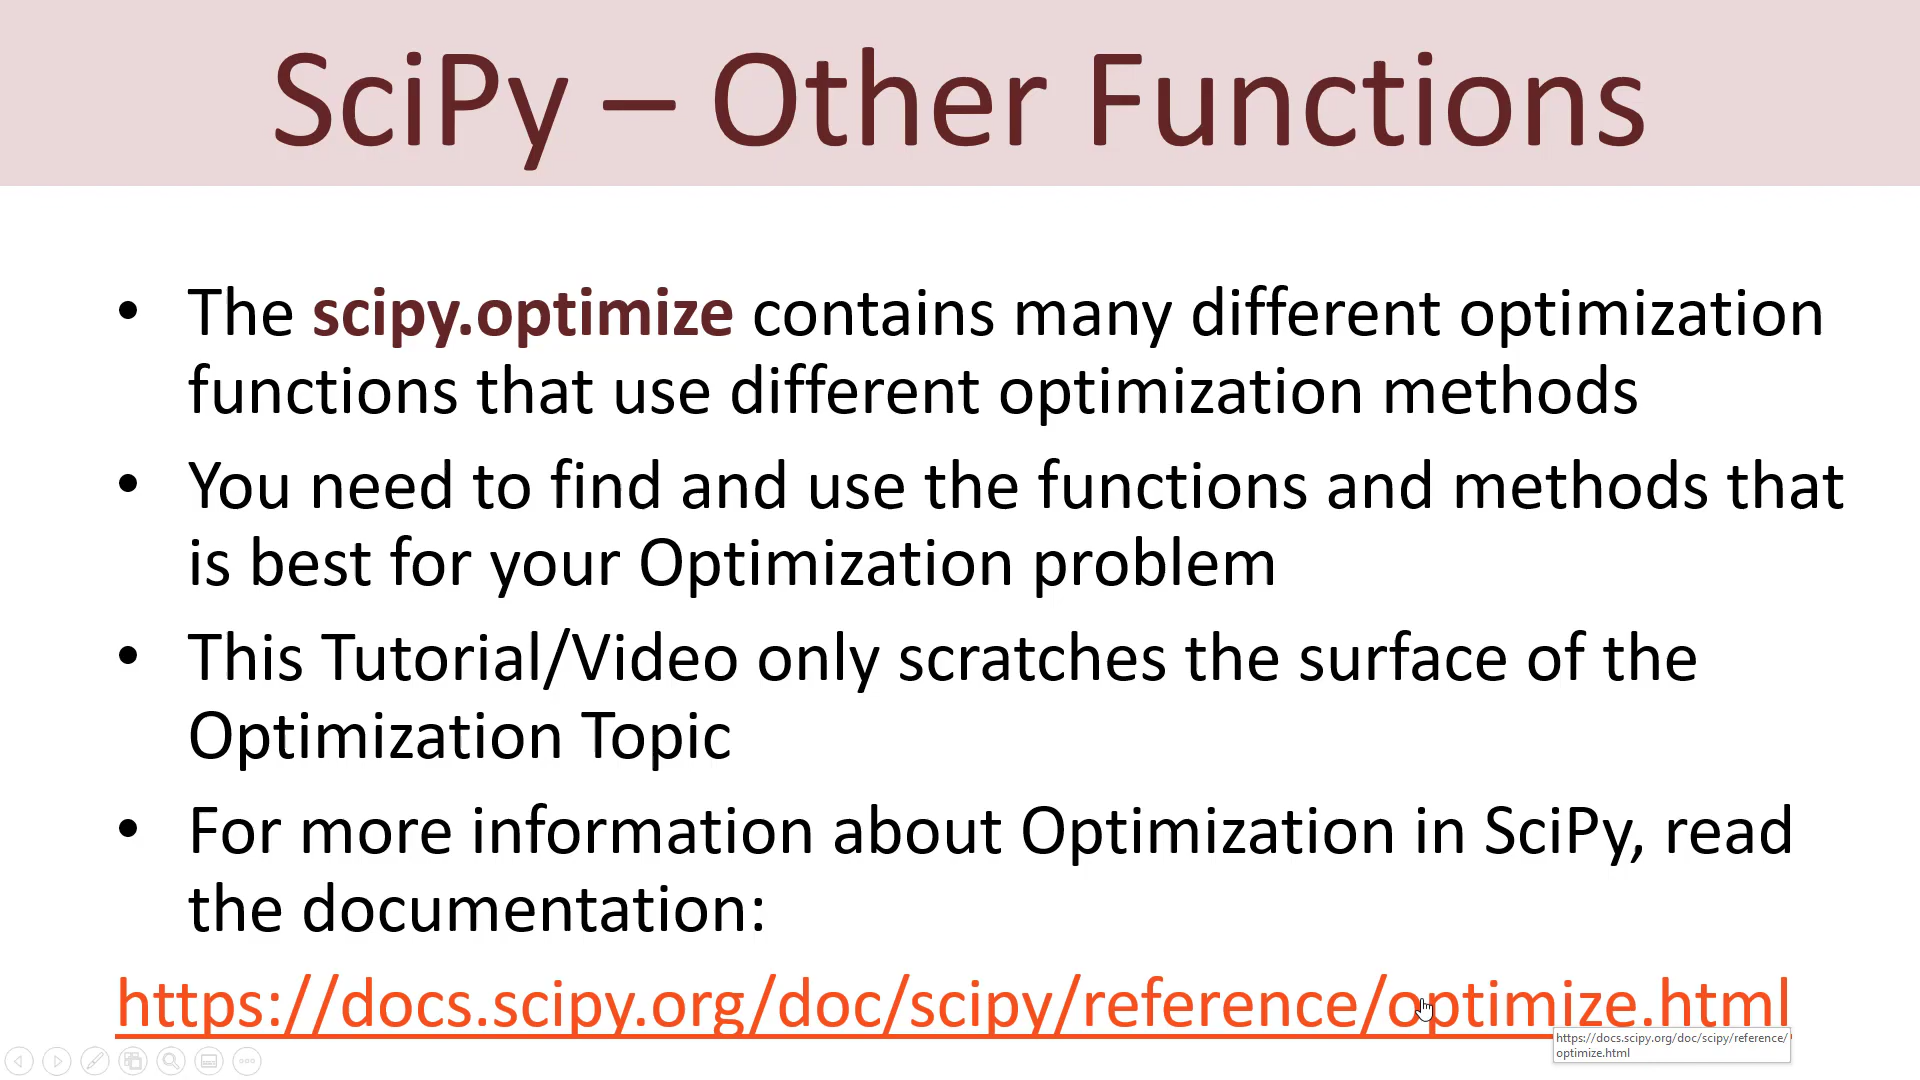 SciPy – Other Functions
• The scipy.optimize contains many different optimization
functions that use different optimization methods
• You need to find and use the functions and methods that
is best for your Optimization problem
• This Tutorial/Video only scratches the surface of the
Optimization Topic
• For more information about Optimization in SciPy, read
the documentation:
https://docs.scipy.org/doc/scipy/reference/optimize.html
https://docs.scipy.org/doc/scipy/reference/
optimize.html